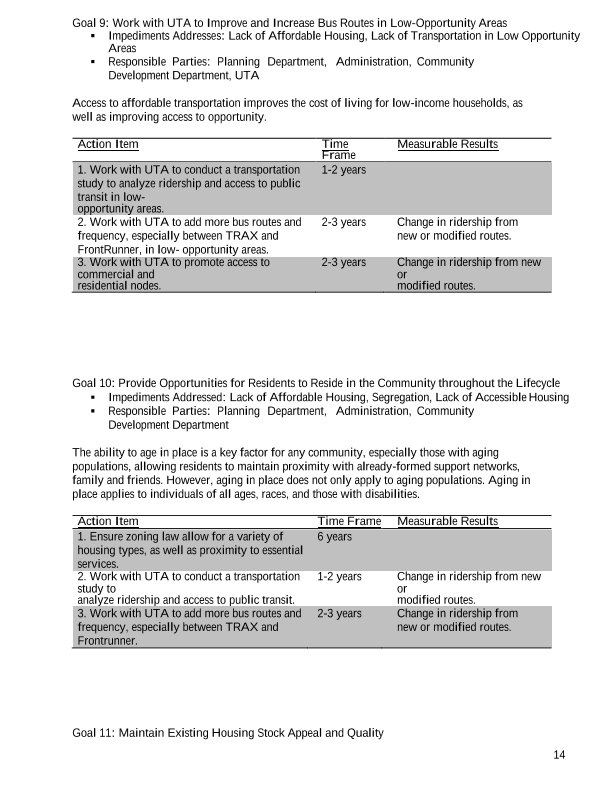 Goal 9: Work with UTA to Improve and Increase Bus Routes in Low-Opportunity Areas
▪ Impediments Addresses: Lack of Affordable Housing, Lack of Transportation in Low Opportunity
Areas
▪ Responsible Parties: Planning Department, Administration, Community
Development Department, UTA
Access to affordable transportation improves the cost of living for low-income households, as
well as improving access to opportunity.
Action Item Time Frame Measurable Results
1. Work with UTA to conduct a transportation 1-2 years
study to analyze ridership and access to public
transit in low-
opportunity areas.
2. Work with UTA to add more bus routes and 2-3 years Change in ridership from
frequency, especially between TRAX and new or modified routes.
FrontRunner, in low- opportunity areas.
3. Work with UTA to promote access to 2-3 years Change in ridership from new
commercial and or
residential nodes. modified routes.
Goal 10: Provide Opportunities for Residents to Reside in the Community throughout the Lifecycle
▪ Impediments Addressed: Lack of Affordable Housing, Segregation, Lack of Accessible Housing
▪ Responsible Parties: Planning Department, Administration, Community
Development Department
The ability to age in place is a key factor for any community, especially those with aging
populations, allowing residents to maintain proximity with already-formed support networks,
family and friends. However, aging in place does not only apply to aging populations. Aging in
place applies to individuals of all ages, races, and those with disabilities.
Action Item Time Frame Measurable Results
1. Ensure zoning law allow for a variety of 6 years
housing types, as well as proximity to essential
services.
2. Work with UTA to conduct a transportation 1-2 years Change in ridership from new
study to or
analyze ridership and access to public transit. modified routes.
3. Work with UTA to add more bus routes and 2-3 years Change in ridership from
frequency, especially between TRAX and new or modified routes.
Frontrunner.
Goal 11: Maintain Existing Housing Stock Appeal and Quality
14